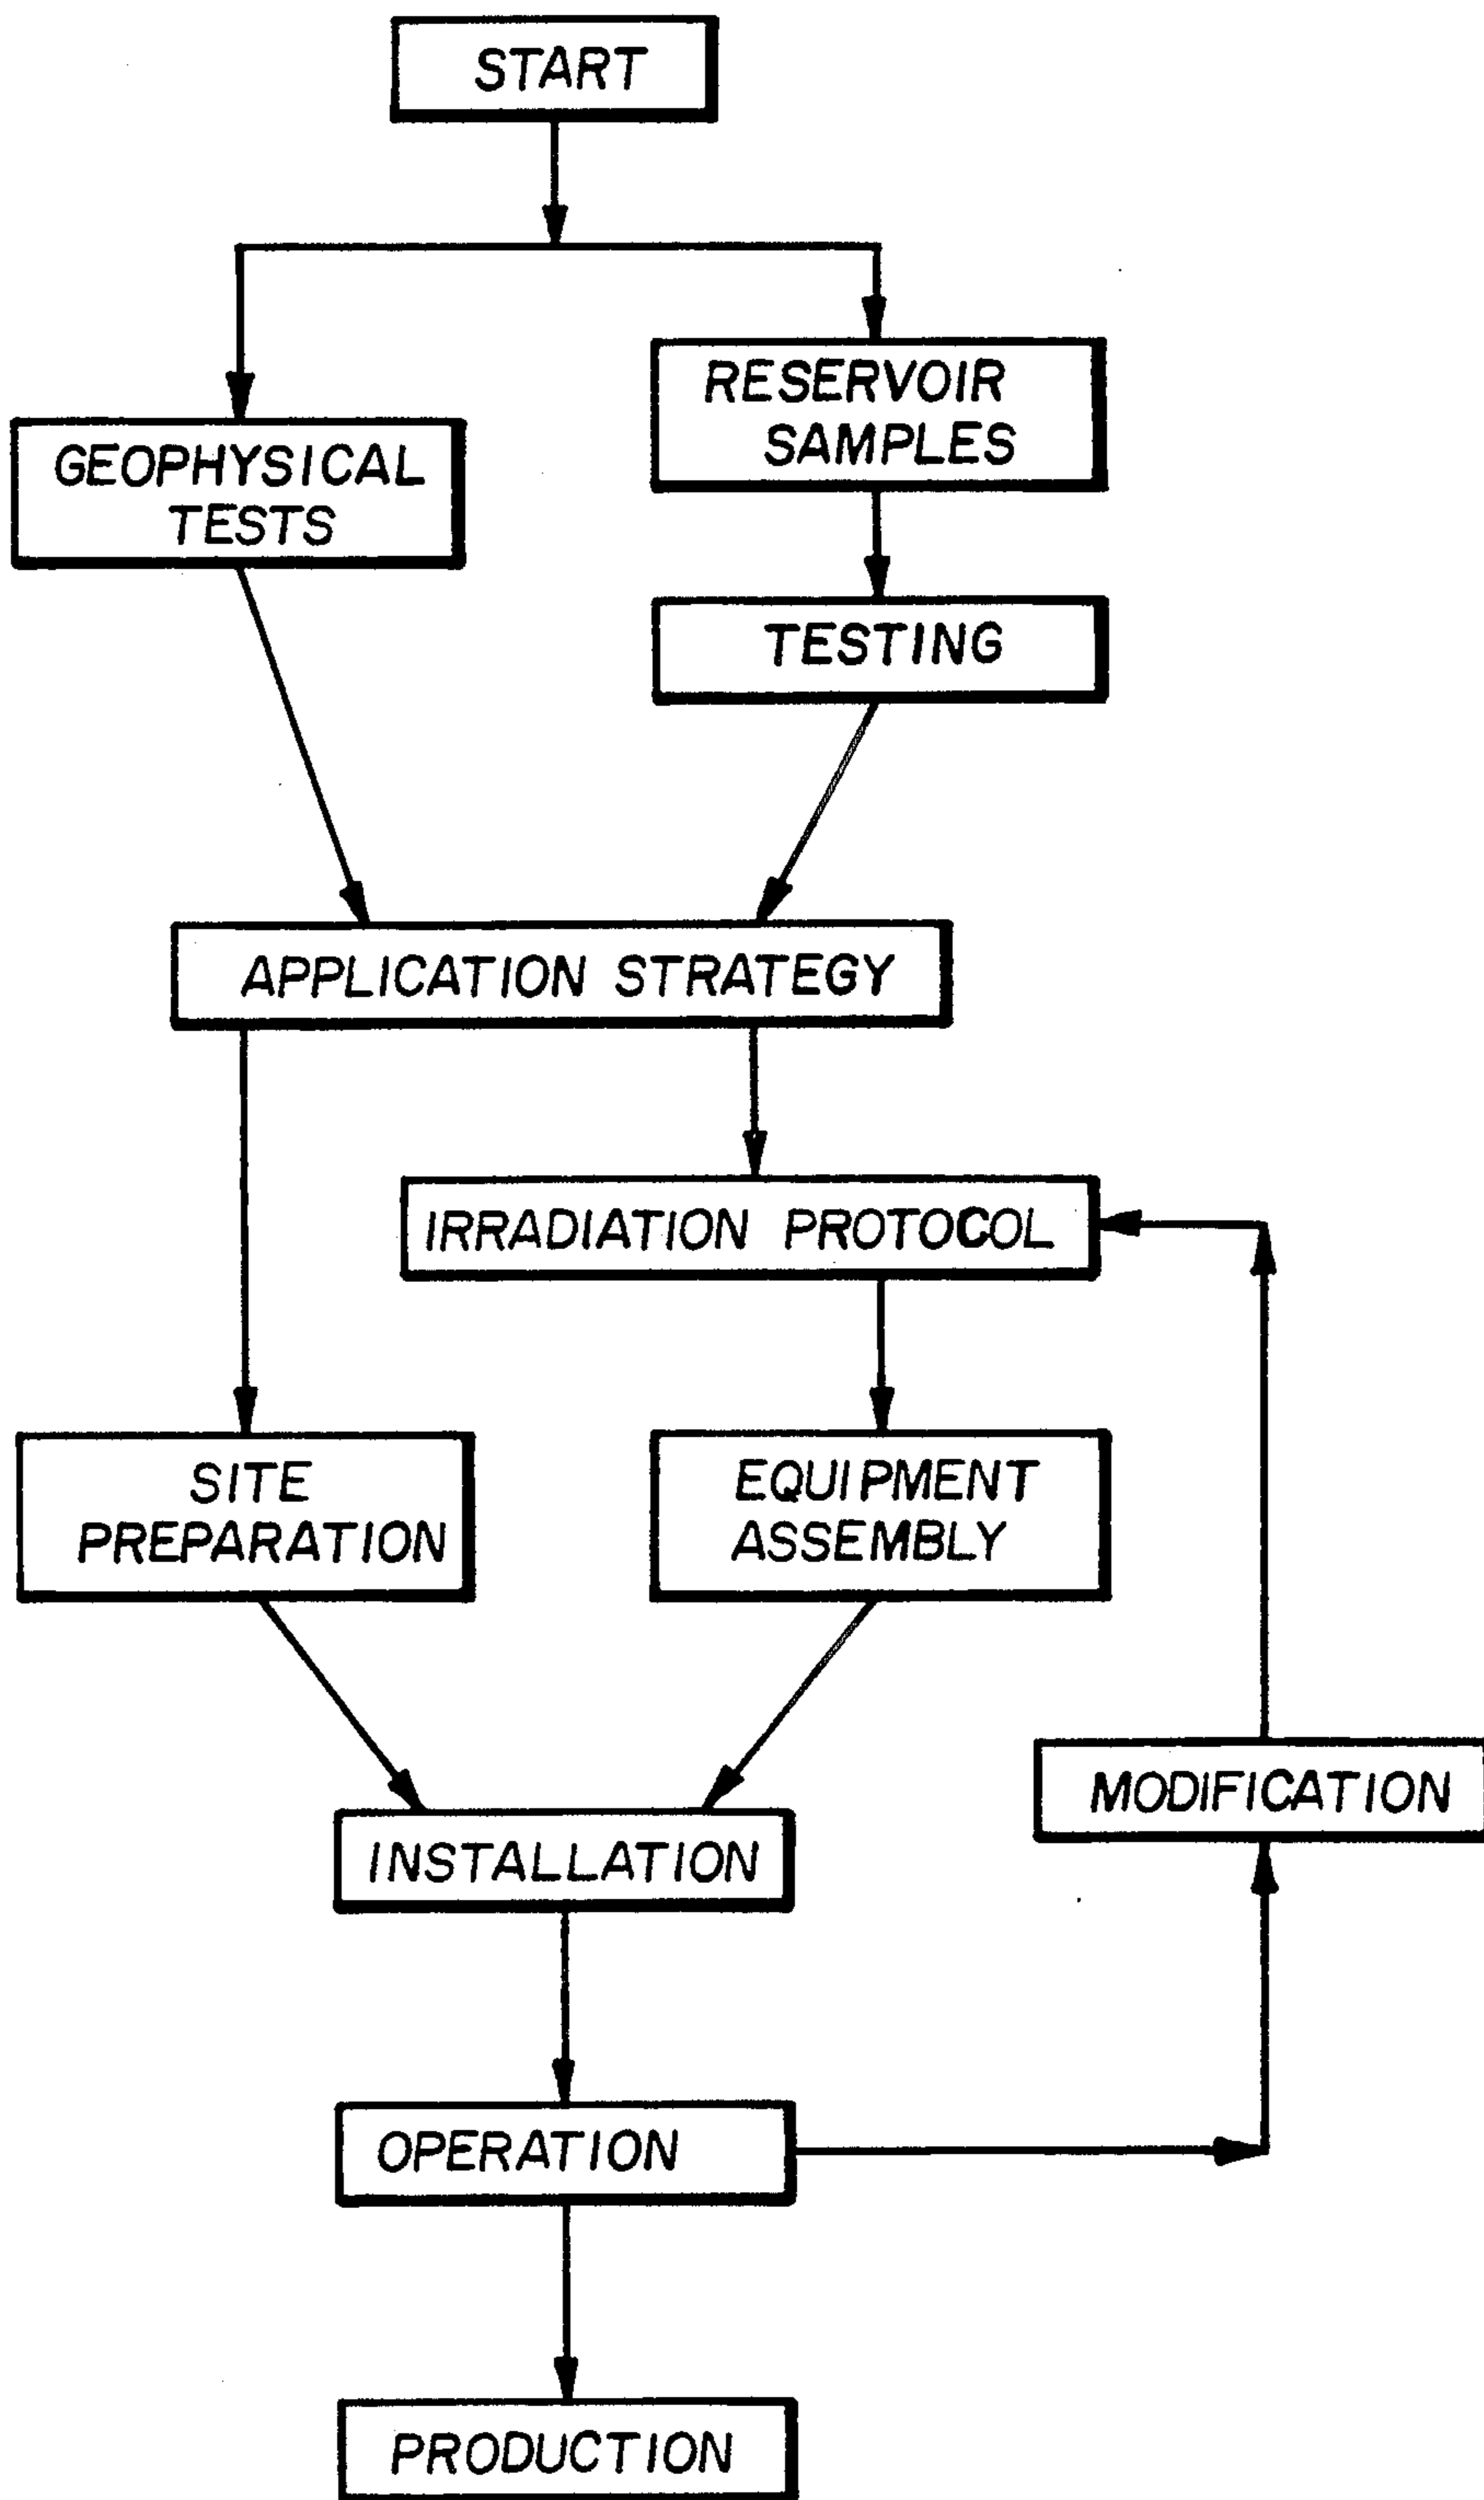 START
RESERVOIR
SAMPLES
GEOPHYSICAL
TESTS
TESTING
APPLICATION STRATEGY
IRRADIATION PROTOCOL
SITE
PREPARATION
EQUIPMENT
ASSEMBLY
MODIFICATION
INSTALLATION
OPERATION
PRODUCTION